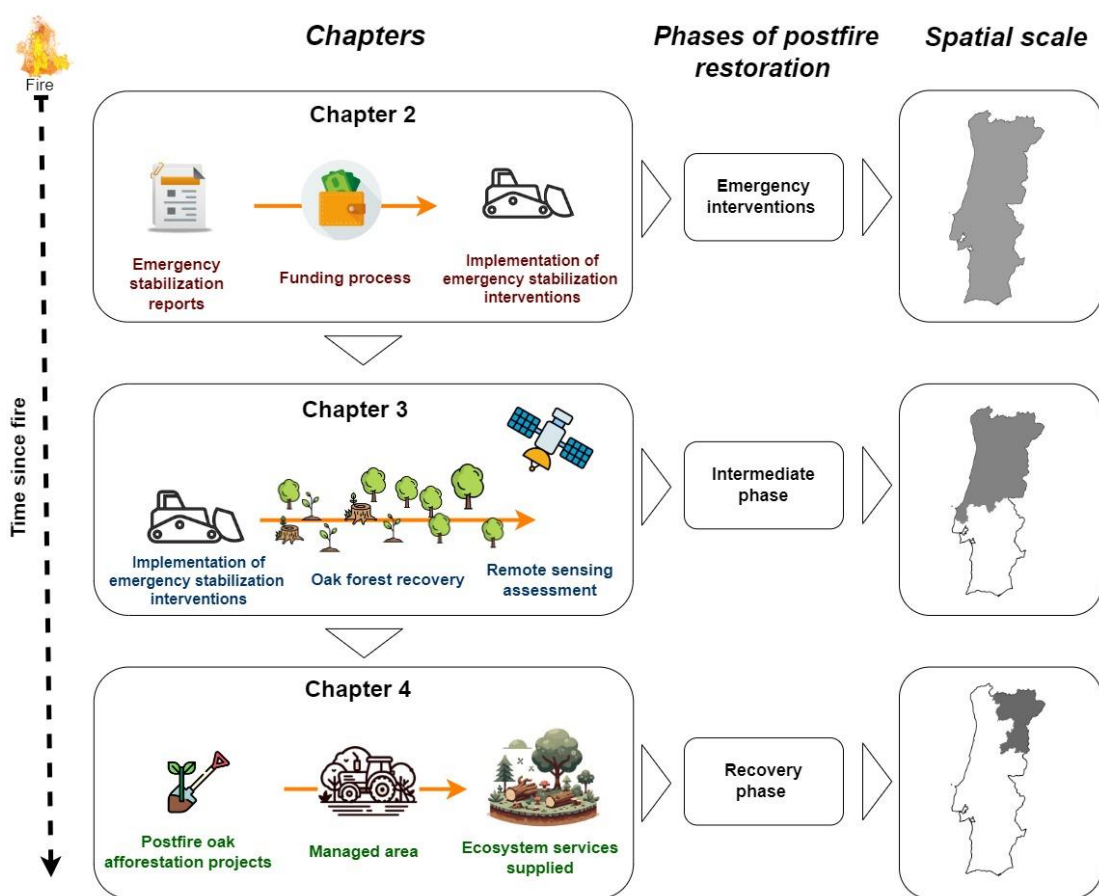 Chapters
Phases of postfire
restoration
Spatial scale
Fire
Time since fire
Chapter 2
Emergency
stabilization
reports
Funding process
Implementation of
emergency stabilization
interventions
Emergency
interventions
Chapter 3
Implementation of
emergency stabilization
interventions
Oak forest recovery
Remote sensing
assessment
Intermediate
phase
Chapter 4
Postfire oak
afforestation projects
Managed area
Ecosystem services
supplied
Recovery
phase